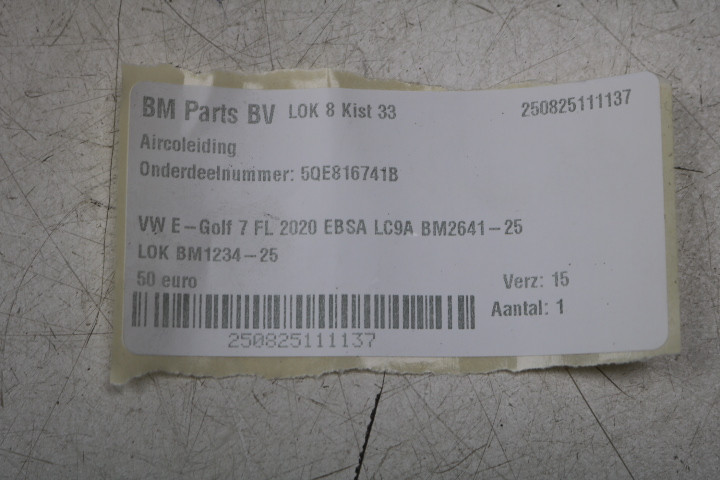 BM Parts BV LOK 8 Kist 33 250825111137
Aircoleiding
Onderdeelnummer: 5QE816741B
VW E-Golf 7 FL 2020 EBSA LC9A BM2641-25
LOK BM1234-25
50 euro Verz: 15
Aantal: 1
250825111137